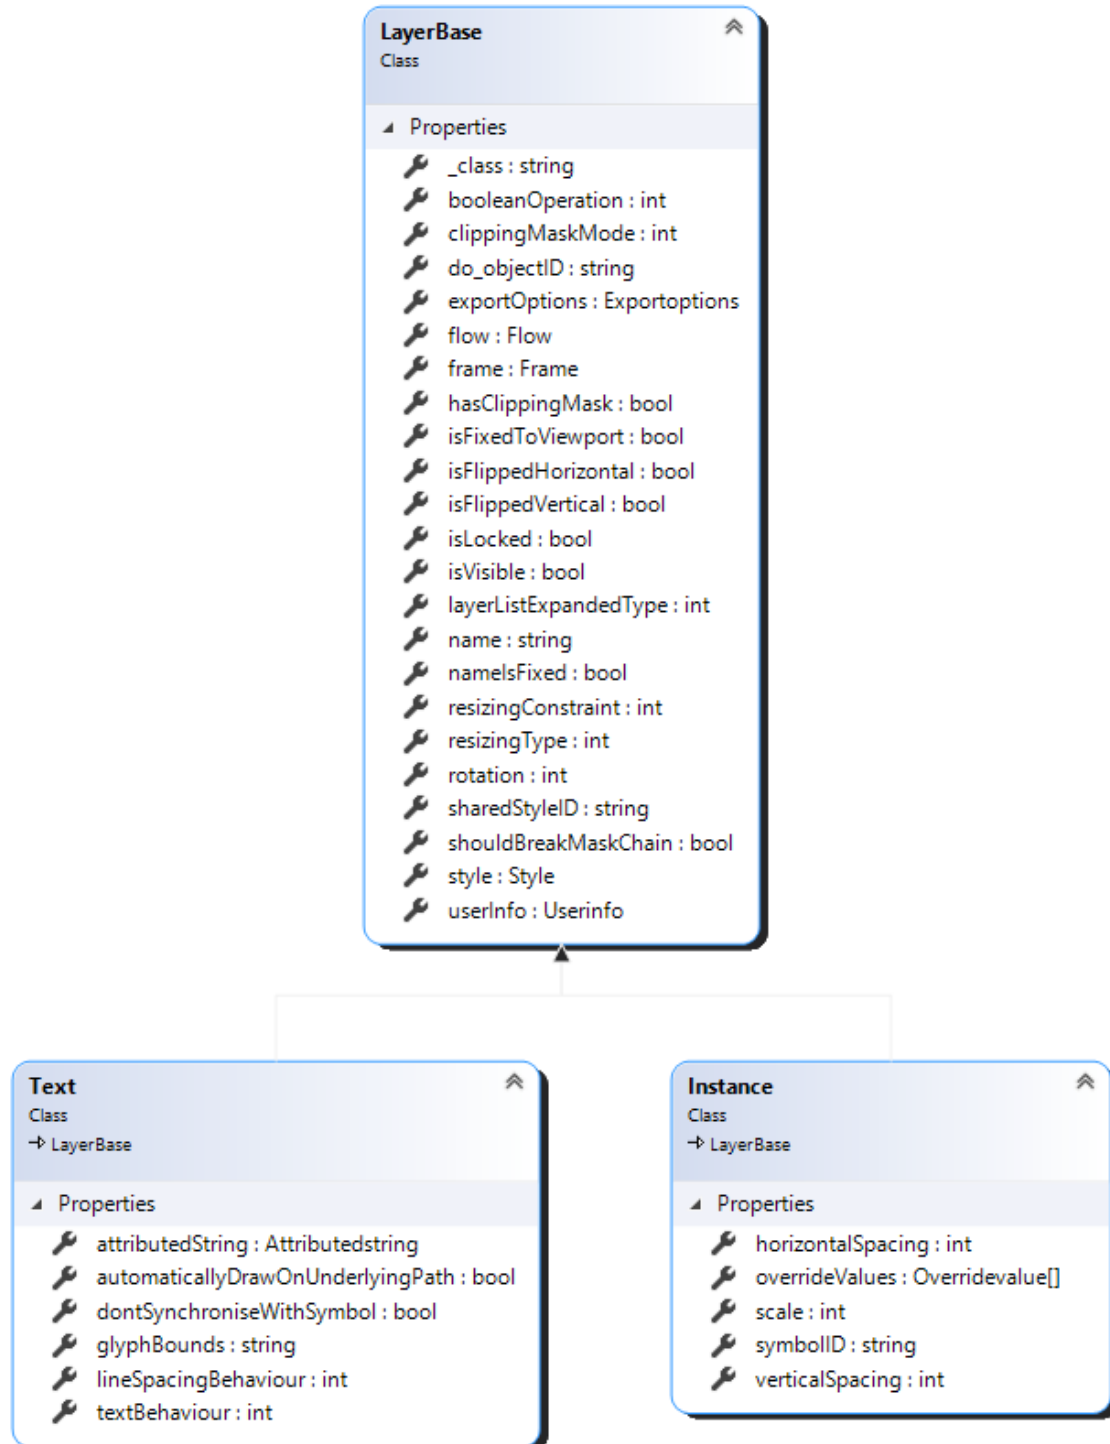 LayerBase
Class
Properties
_class : string
booleanOperation : int
clippingMaskMode : int
do_objectID : string
exportOptions : Exportoptions
flow : Flow
frame : Frame
hasClippingMask : bool
isFixedToViewport : bool
isFlippedHorizontal : bool
isFlippedVertical : bool
isLocked : bool
isVisible : bool
layerListExpandedType : int
name : string
nameIsFixed : bool
resizingConstraint : int
resizingType : int
rotation : int
sharedStyleID : string
shouldBreakMaskChain : bool
style : Style
userInfo : Userinfo
Text
Class
LayerBase
Properties
attributedString : Attributedstring
automaticallyDrawOnUnderlyingPath : bool
dontSynchroniseWithSymbol : bool
glyphBounds : string
lineSpacingBehaviour : int
textBehaviour : int
Instance
Class
LayerBase
Properties
horizontalSpacing : int
overrideValues : Overridevalue[]
scale : int
symbolID : string
verticalSpacing : int